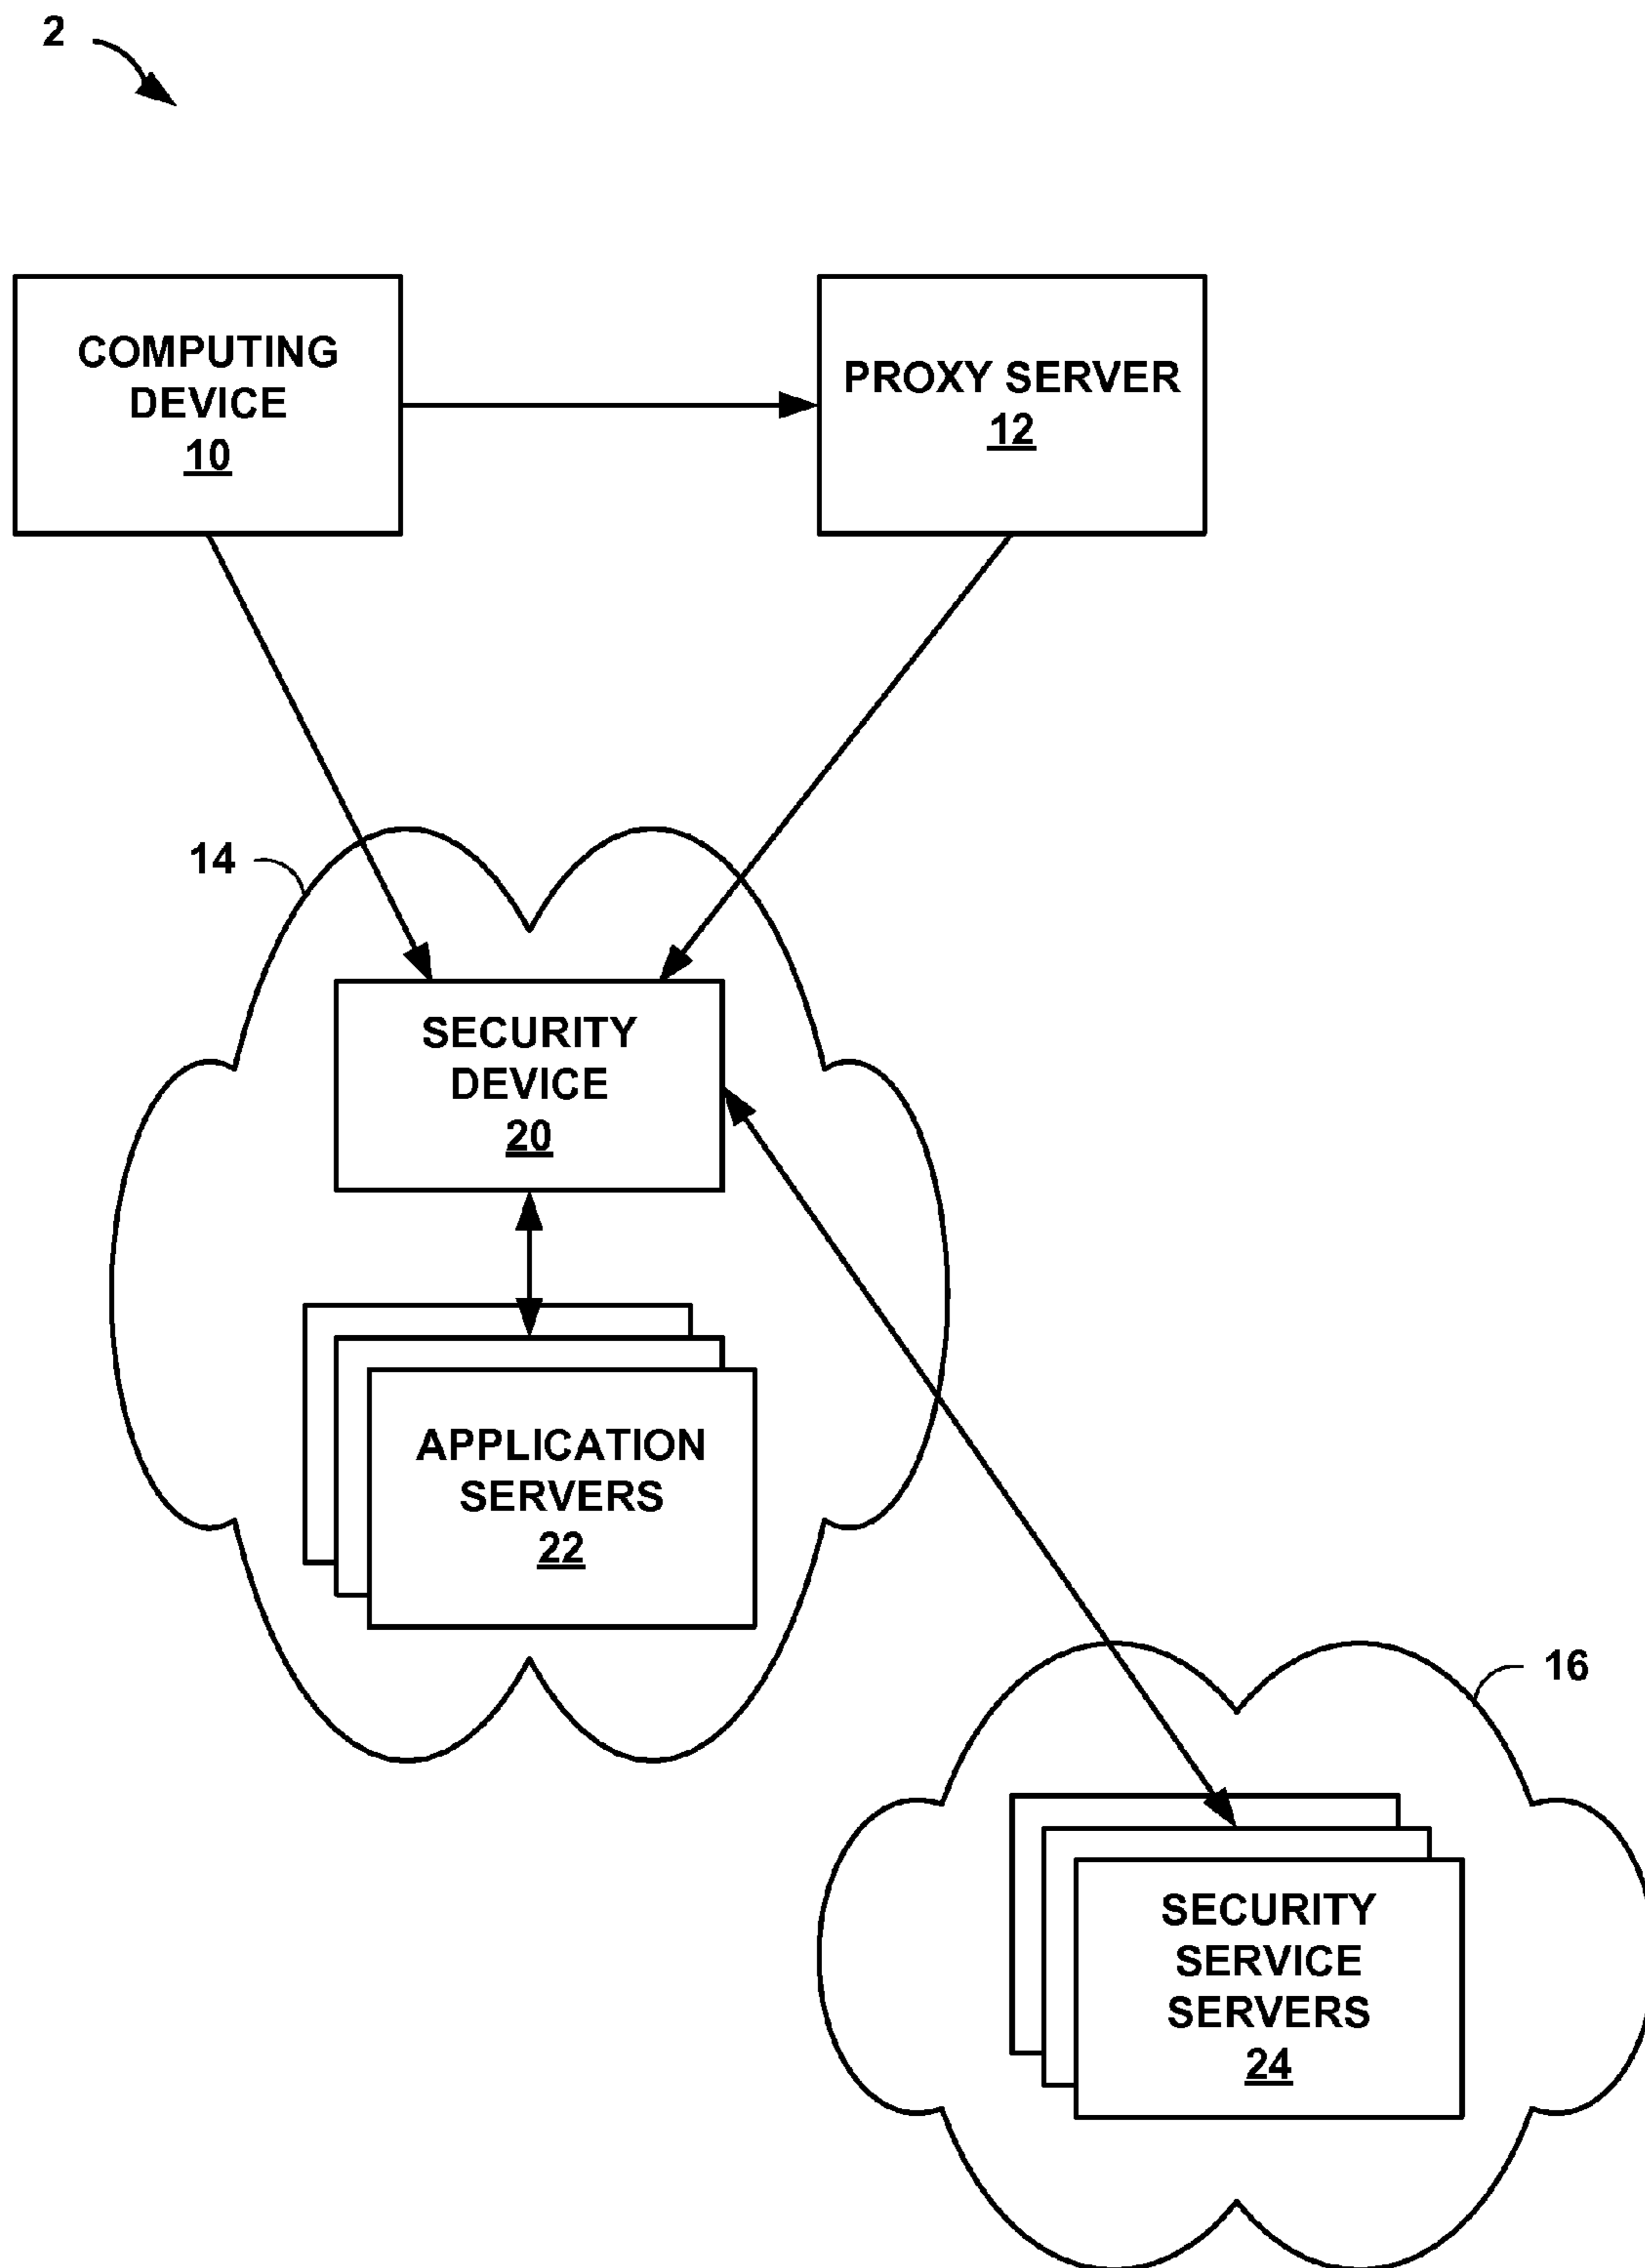 2
COMPUTING
DEVICE
10
PROXY SERVER
12
14
SECURITY
DEVICE
20
APPLICATION
SERVERS
22
16
SECURITY
SERVICE
SERVERS
24